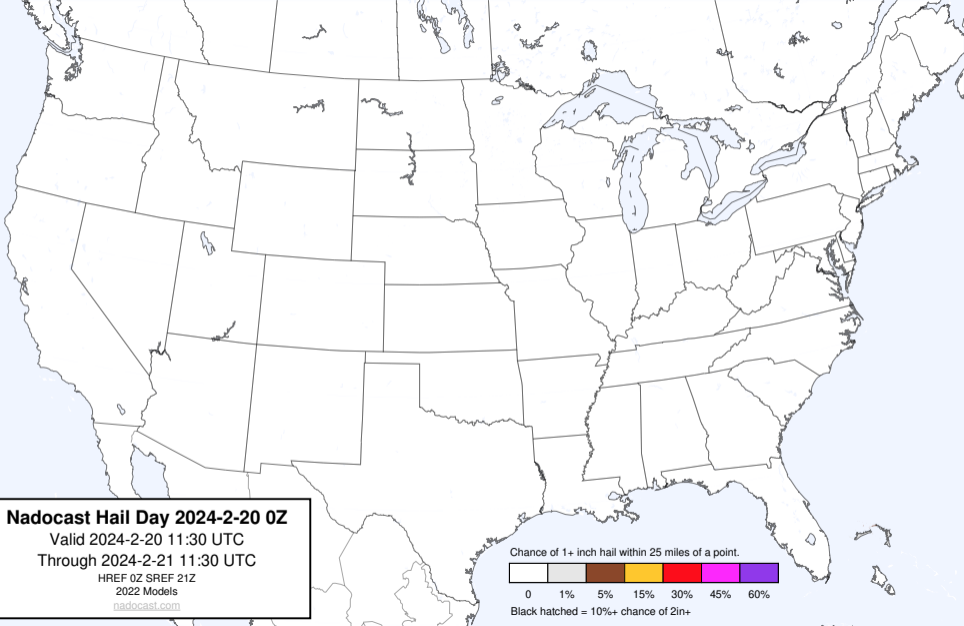 Nadocast Hail Day 2024-2-20 0Z
Valid 2024-2-20 11:30 UTC
Through 2024-2-21 11:30 UTC
HREF 0Z SREF 21Z
2022 Models
nadocast.com
Chance of 1+ inch hail within 25 miles of a point.
0 1% 5% 15% 30% 45% 60%
Black hatched = 10%+ chance of 2in+